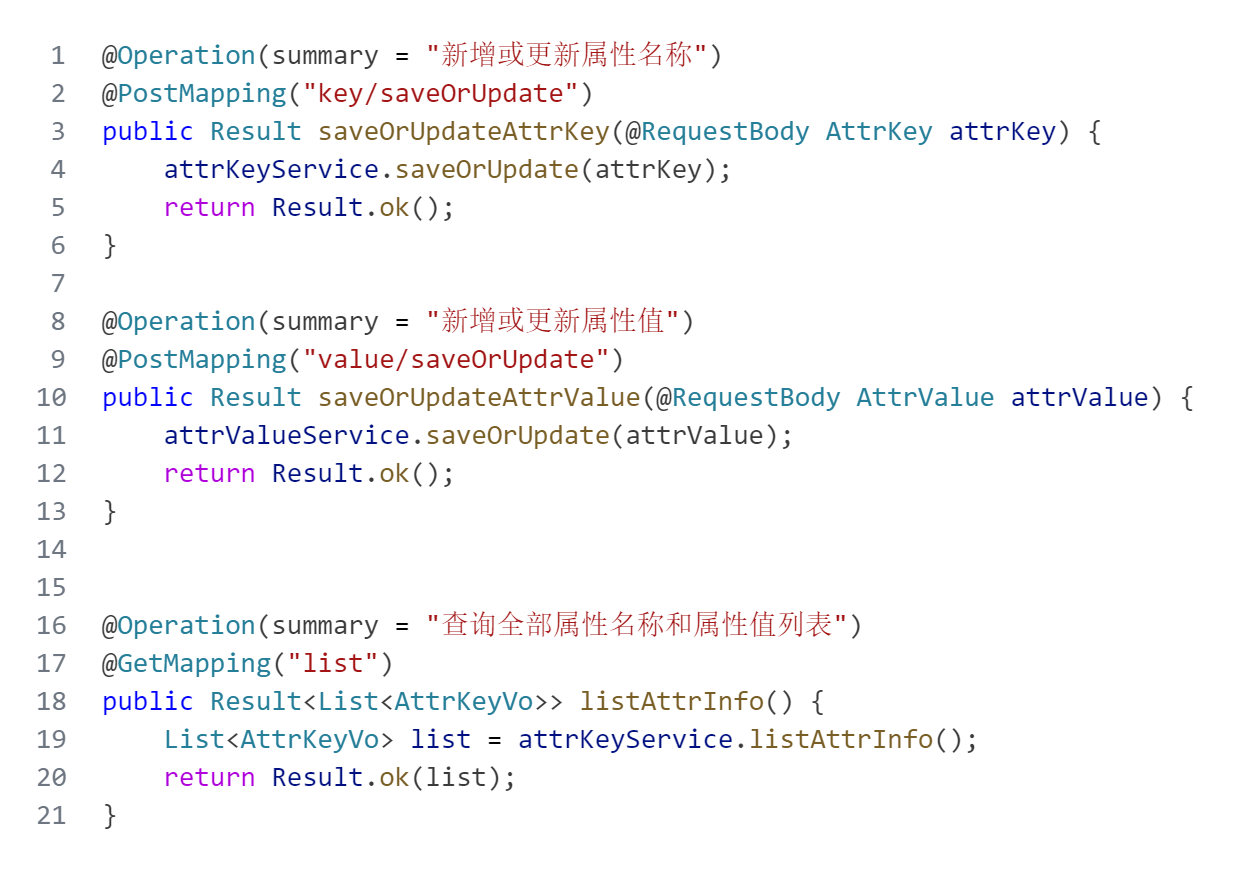 1 @Operation(summary = "新增或更新属性名称")
2 @PostMapping("key/saveOrUpdate")
3 public Result saveOrUpdateAttrKey(@RequestBody AttrKey attrKey) {
4     attrKeyService.saveOrUpdate(attrKey);
5     return Result.ok();
6 }
7
8 @Operation(summary = "新增或更新属性值")
9 @PostMapping("value/saveOrUpdate")
10 public Result saveOrUpdateAttrValue(@RequestBody AttrValue attrValue) {
11     attrValueService.saveOrUpdate(attrValue);
12     return Result.ok();
13 }
14
15
16 @Operation(summary = "查询全部属性名称和属性值列表")
17 @GetMapping("list")
18 public Result<List<AttrKeyVo>> listAttrInfo() {
19     List<AttrKeyVo> list = attrKeyService.listAttrInfo();
20     return Result.ok(list);
21 }